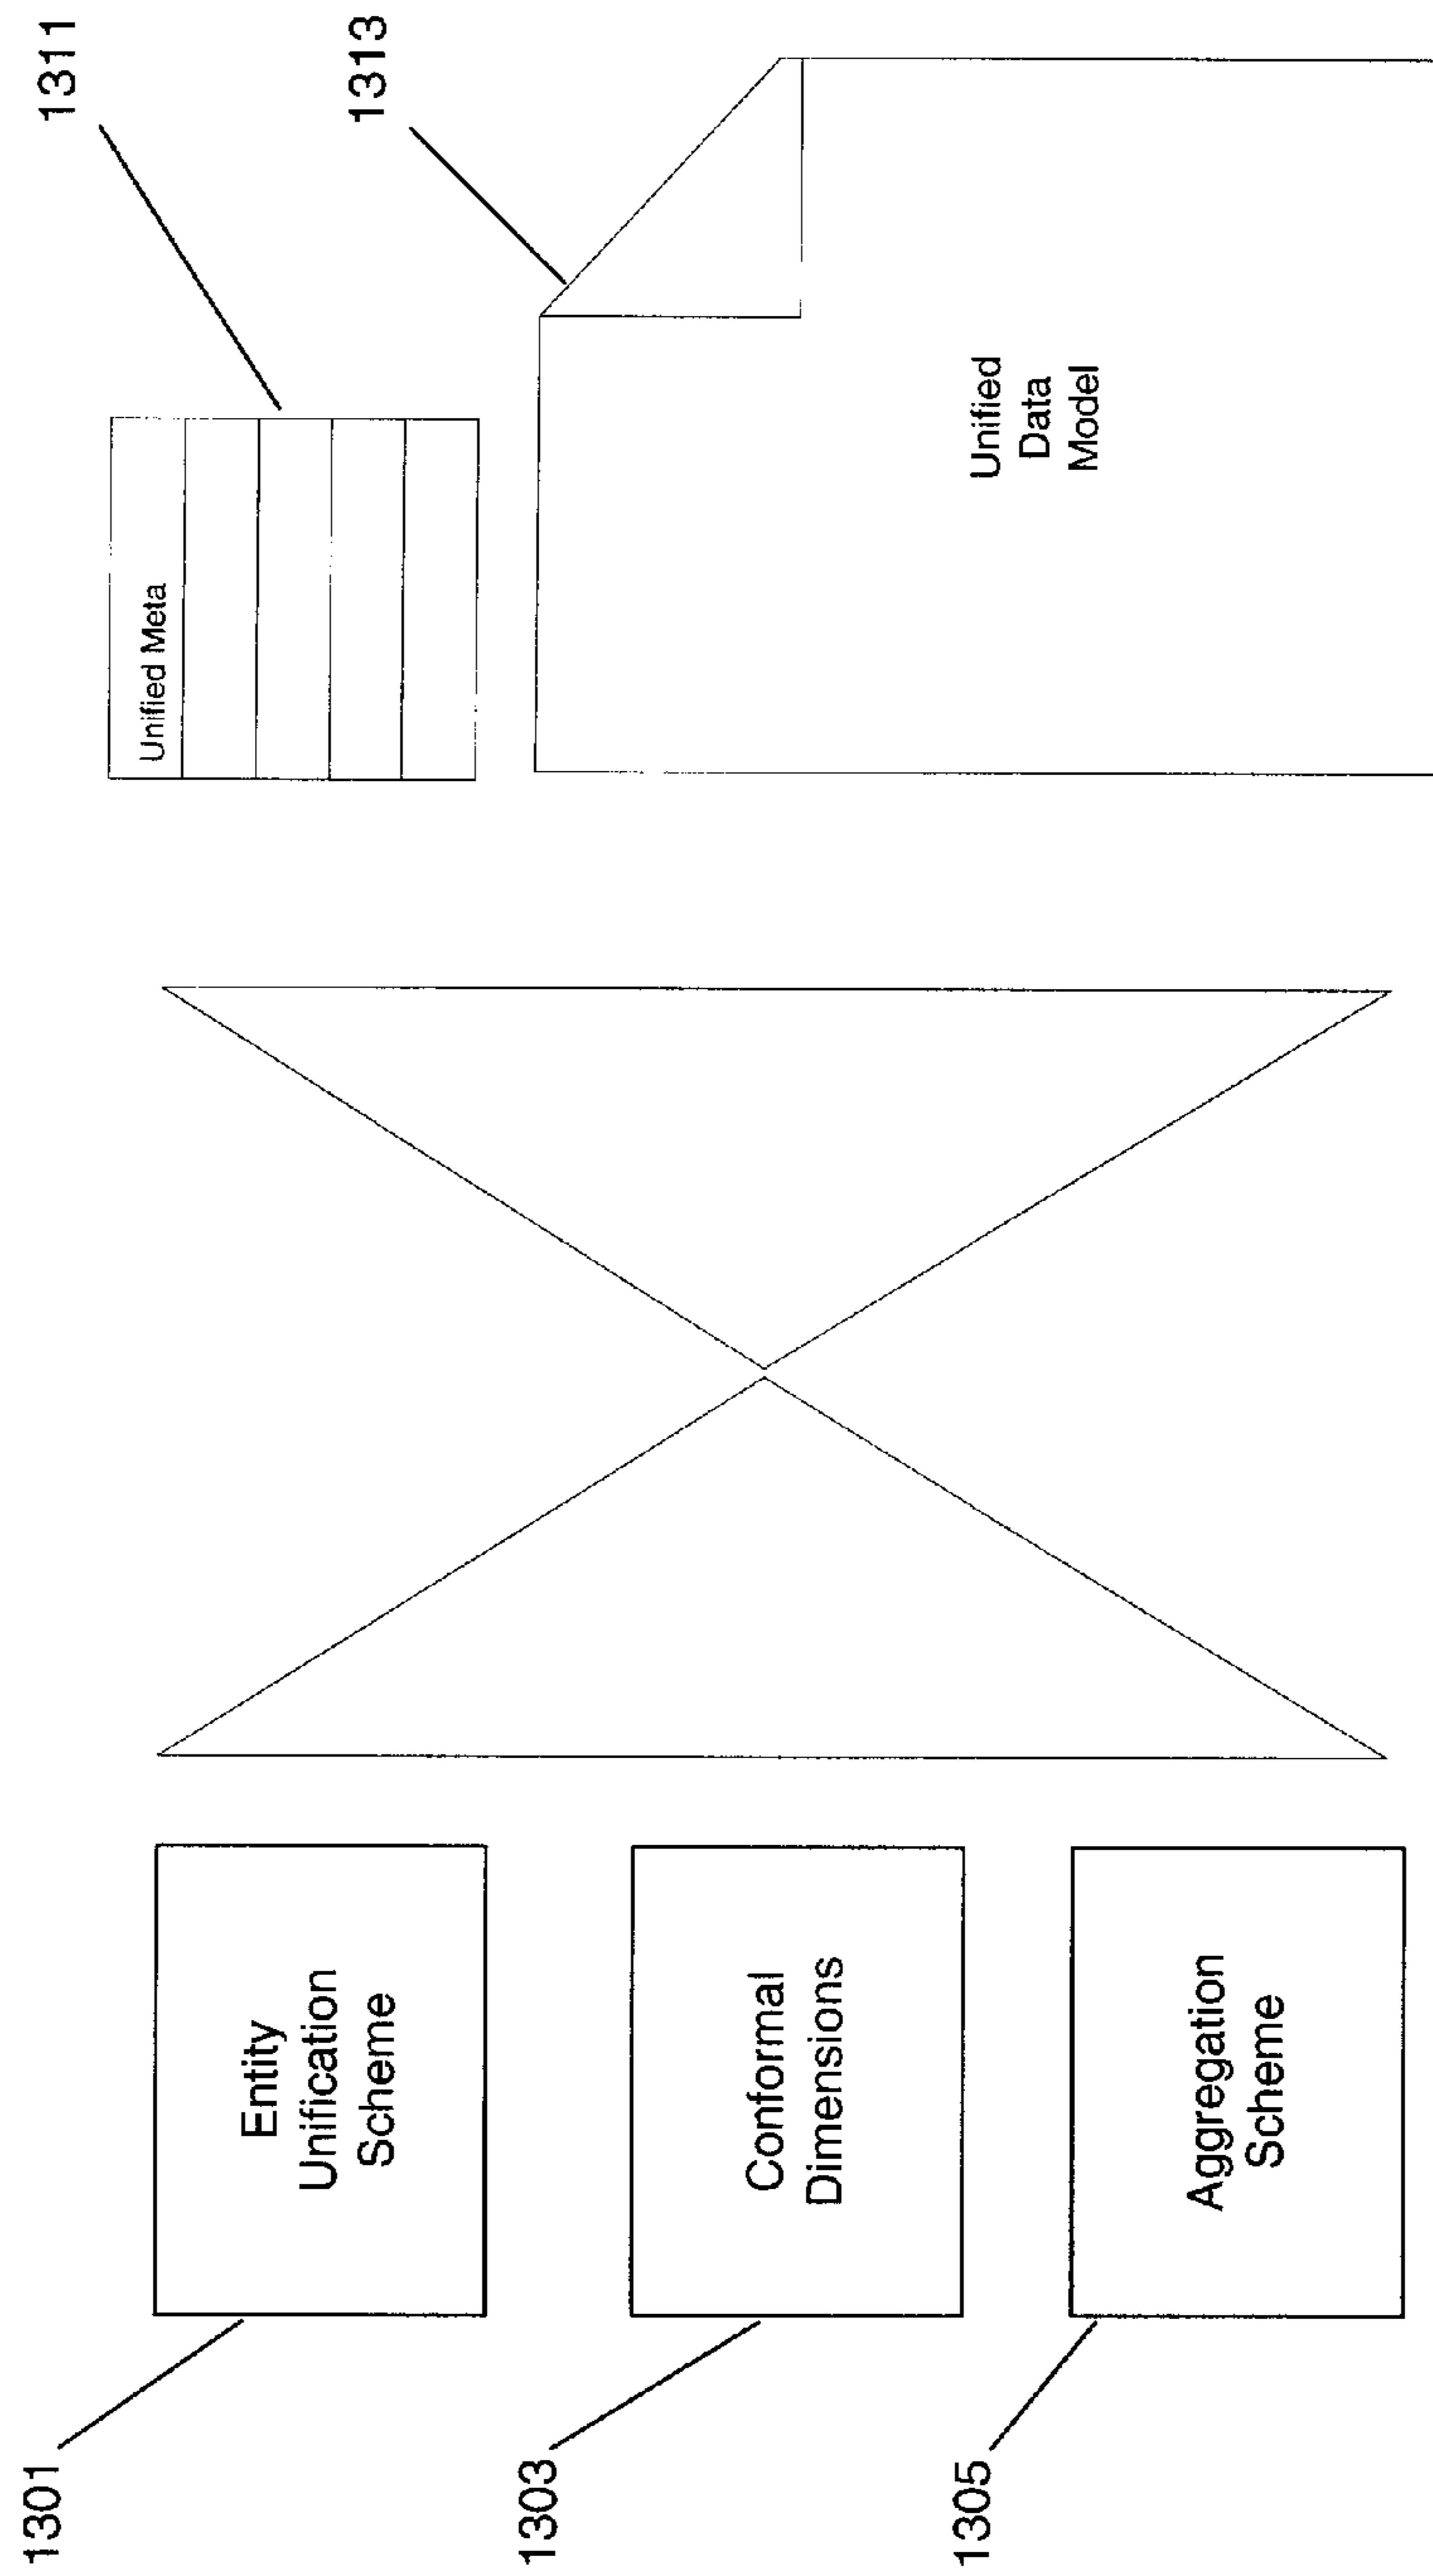 1301
Entity
Unification
Scheme
1303
Conformal
Dimensions
1305
Aggregation
Scheme
1311
Unified Meta
1313
Unified
Data
Model